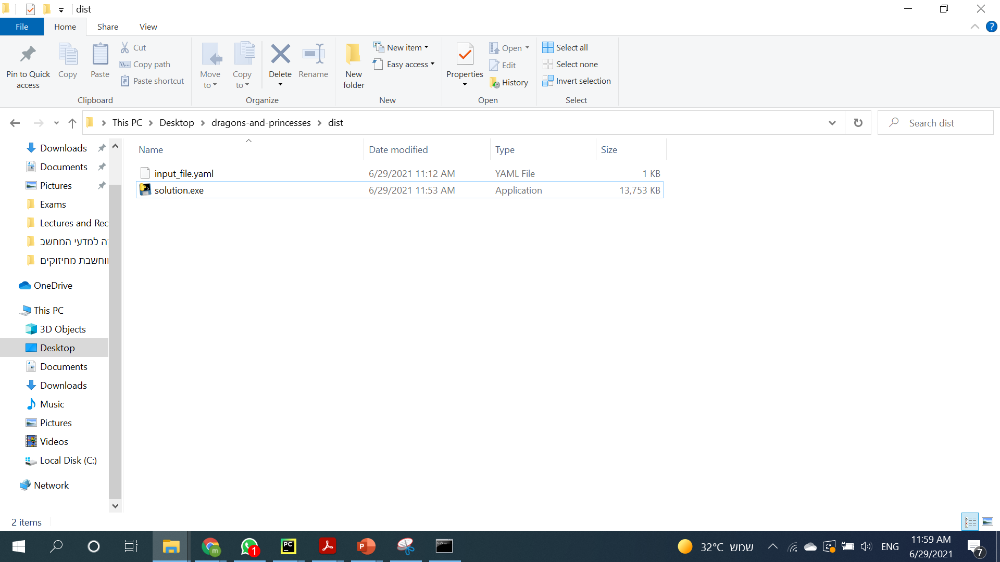 dist
File Home Share View
Pin to Quick access
Copy
Paste
Cut
Copy path
Paste shortcut
Clipboard
Move to
Copy to
Delete
Rename
Organize
New folder
New item
Easy access
New
Properties
Open
Edit
History
Open
Select all
Select none
Invert selection
Select
This PC > Desktop > dragons-and-princesses > dist
Search dist
Name Date modified Type Size
input_file.yaml 6/29/2021 11:12 AM YAML File 1 KB
solution.exe 6/29/2021 11:53 AM Application 13,753 KB
Downloads
Documents
Pictures
Exams
Lectures and Rec
למדעי המחשב
מחיזוקים
OneDrive
This PC
3D Objects
Desktop
Documents
Downloads
Music
Pictures
Videos
Local Disk (C:)
Network
2 items
m
1
PC
P
32°C שמש
ENG
11:59 AM
6/29/2021
7